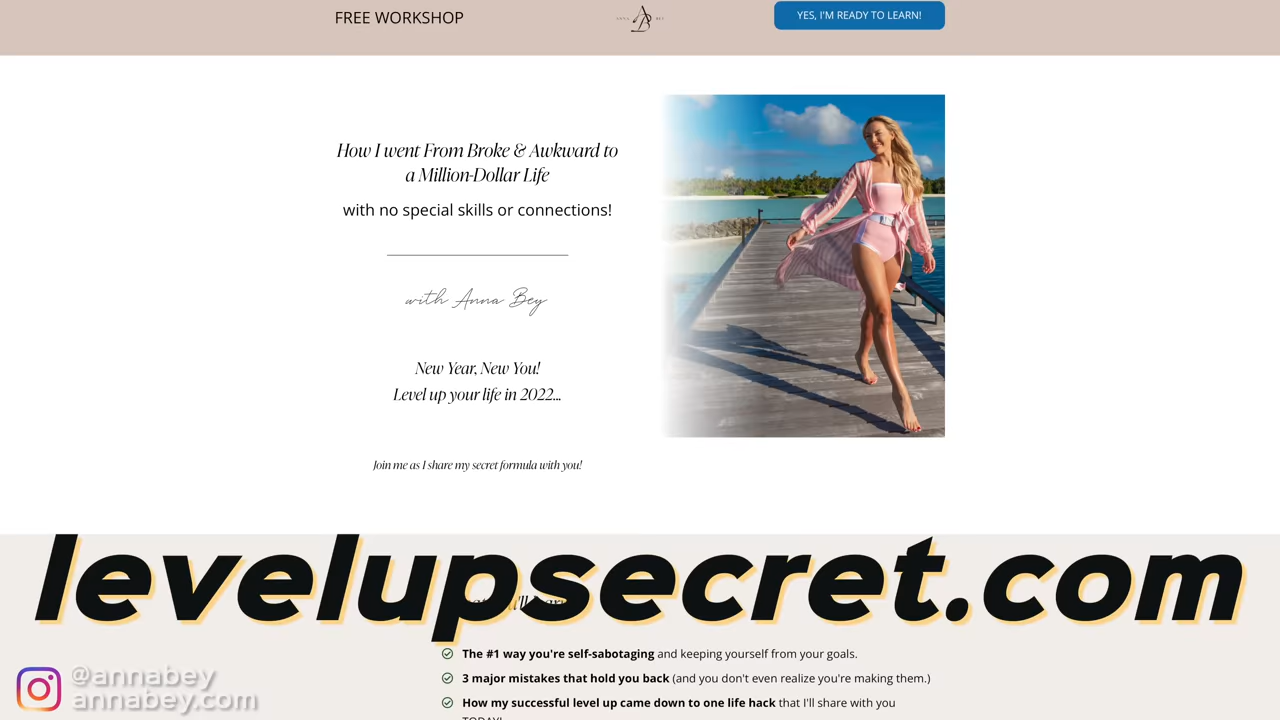 FREE WORKSHOP
ANNA AB BEY
YES, I'M READY TO LEARN!
How I went From Broke & Awkward to
a Million-Dollar Life
with no special skills or connections!
with Anna Bey
New Year, New You!
Level up your life in 2022...
Join me as I share my secret formula with you!
levelupsecret.com
The #1 way you're self-sabotaging and keeping yourself from your goals.
3 major mistakes that hold you back (and you don't even realize you're making them.)
How my successful level up came down to one life hack that I'll share with you
TODAY!
@annabey
annabey.com